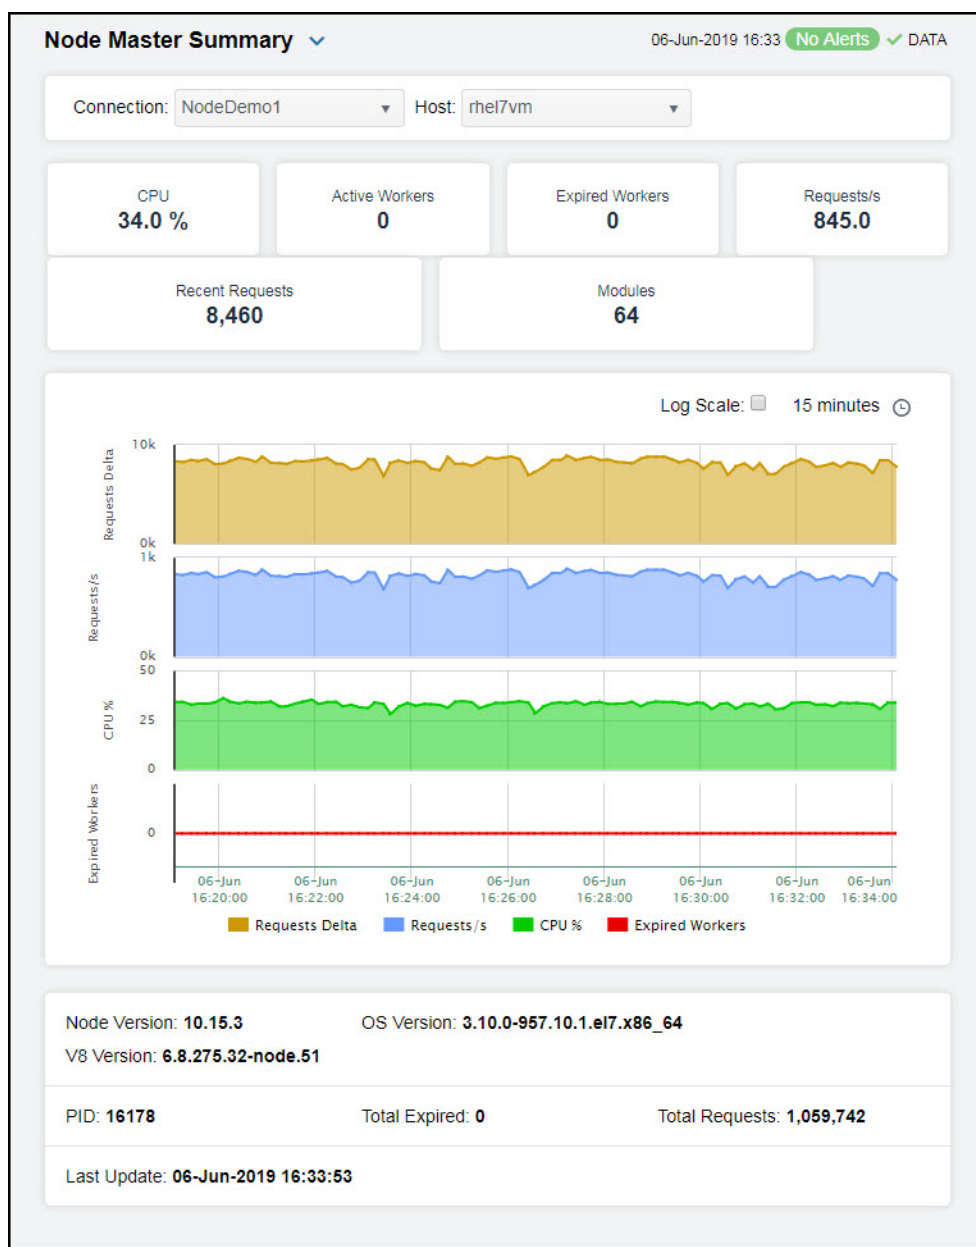 Node Master Summary 06-Jun-2019 16:33 No Alerts DATA
Connection: NodeDemo1 Host: rhel7vm
CPU Active Workers Expired Workers Requests/s
34.0 % 0 0 845.0
Recent Requests Modules
8,460 64
Log Scale: 15 minutes
10k
Requests Delta
0k
1k
Requests/s
0k
50
CPU %
25
0
Expired Workers
0
06-Jun 06-Jun 06-Jun 06-Jun 06-Jun 06-Jun 06-Jun 06-Jun
16:20:00 16:22:00 16:24:00 16:26:00 16:28:00 16:30:00 16:32:00 16:34:00
Requests Delta Requests/s CPU % Expired Workers
Node Version: 10.15.3 OS Version: 3.10.0-957.10.1.el7.x86_64
V8 Version: 6.8.275.32-node.51
PID: 16178 Total Expired: 0 Total Requests: 1,059,742
Last Update: 06-Jun-2019 16:33:53